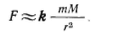 F ≈ k mM / r² .